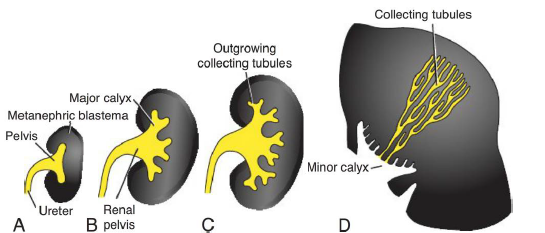 Collecting tubules
Outgrowing
collecting tubules
Major calyx
Metanephric blastema
Pelvis
Minor calyx
Ureter
Renal
pelvis
A
B
C
D